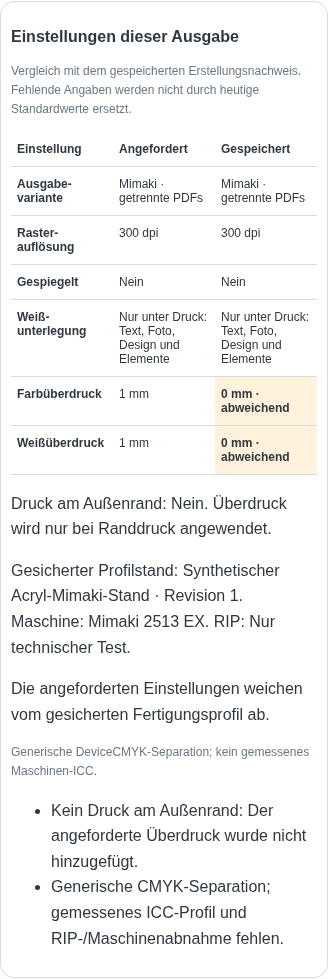 Einstellungen dieser Ausgabe
Vergleich mit dem gespeicherten Erstellungsnachweis.
Fehlende Angaben werden nicht durch heutige
Standardwerte ersetzt.
Einstellung Angefordert Gespeichert
Ausgabe- Mimaki · Mimaki ·
variante getrennte PDFs getrennte PDFs
Raster- 300 dpi 300 dpi
auflösung
Gespiegelt Nein Nein
Weiß- Nur unter Druck: Nur unter Druck:
unterlegung Text, Foto, Text, Foto,
Design und Design und
Elemente Elemente
Farbüberdruck 1 mm 0 mm ·
abweichend
Weißüberdruck 1 mm 0 mm ·
abweichend
Druck am Außenrand: Nein. Überdruck
wird nur bei Randdruck angewendet.
Gesicherter Profilstand: Synthetischer
Acryl-Mimaki-Stand · Revision 1.
Maschine: Mimaki 2513 EX. RIP: Nur
technischer Test.
Die angeforderten Einstellungen weichen
vom gesicherten Fertigungsprofil ab.
Generische DeviceCMYK-Separation; kein gemessenes
Maschinen-ICC.
• Kein Druck am Außenrand: Der
angeforderte Überdruck wurde nicht
hinzugefügt.
• Generische CMYK-Separation;
gemessenes ICC-Profil und
RIP-/Maschinenabnahme fehlen.